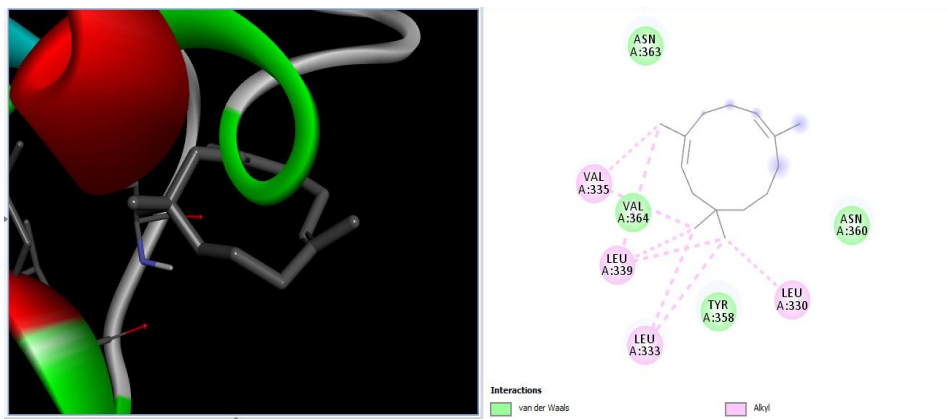 ASN
A:363
VAL
A:335
VAL
A:364
ASN
A:360
LEU
A:339
LEU
A:330
TYR
A:358
LEU
A:333
Interactions
van der Waals
Alkyl